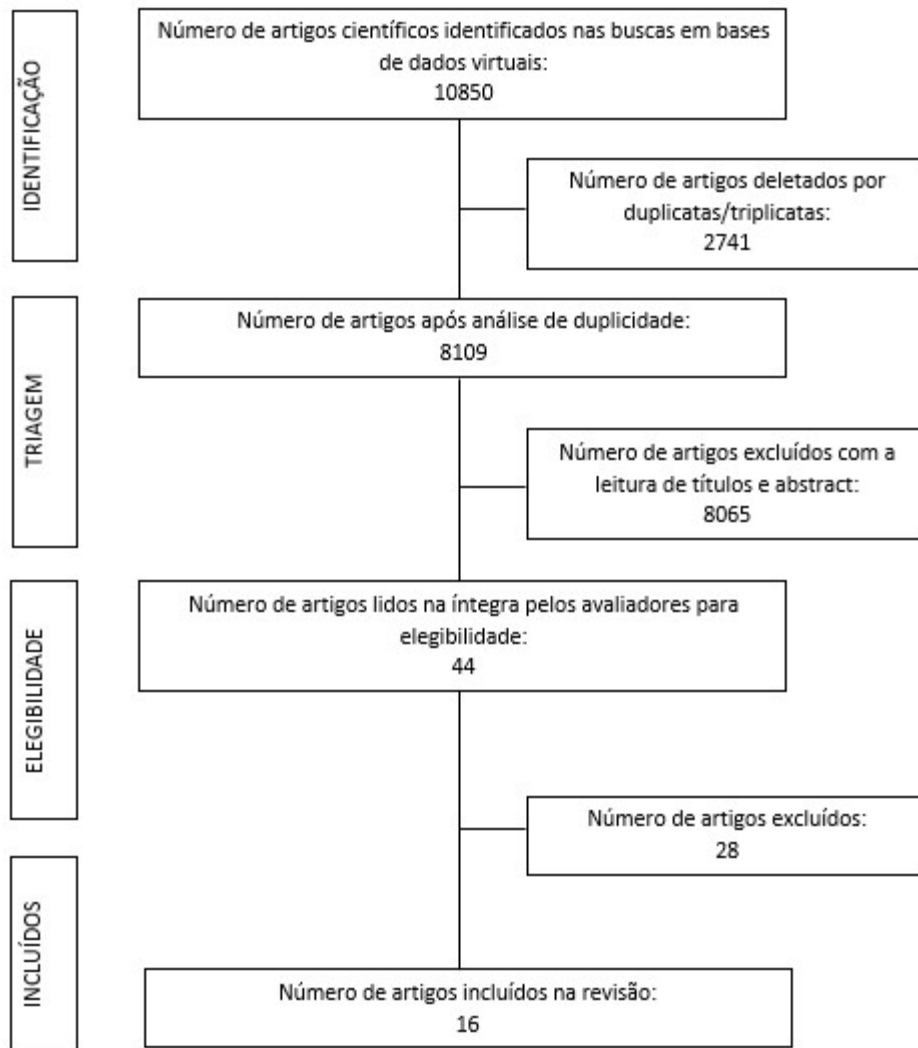 IDENTIFICAÇÃO
Número de artigos científicos identificados nas buscas em bases
de dados virtuais:
10850
Número de artigos deletados por
duplicatas/triplicatas:
2741
TRIAGEM
Número de artigos após análise de duplicidade:
8109
Número de artigos excluídos com a
leitura de títulos e abstract:
8065
ELEGIBILIDADE
Número de artigos lidos na íntegra pelos avaliadores para
elegibilidade:
44
Número de artigos excluídos:
28
INCLUÍDOS
Número de artigos incluídos na revisão:
16